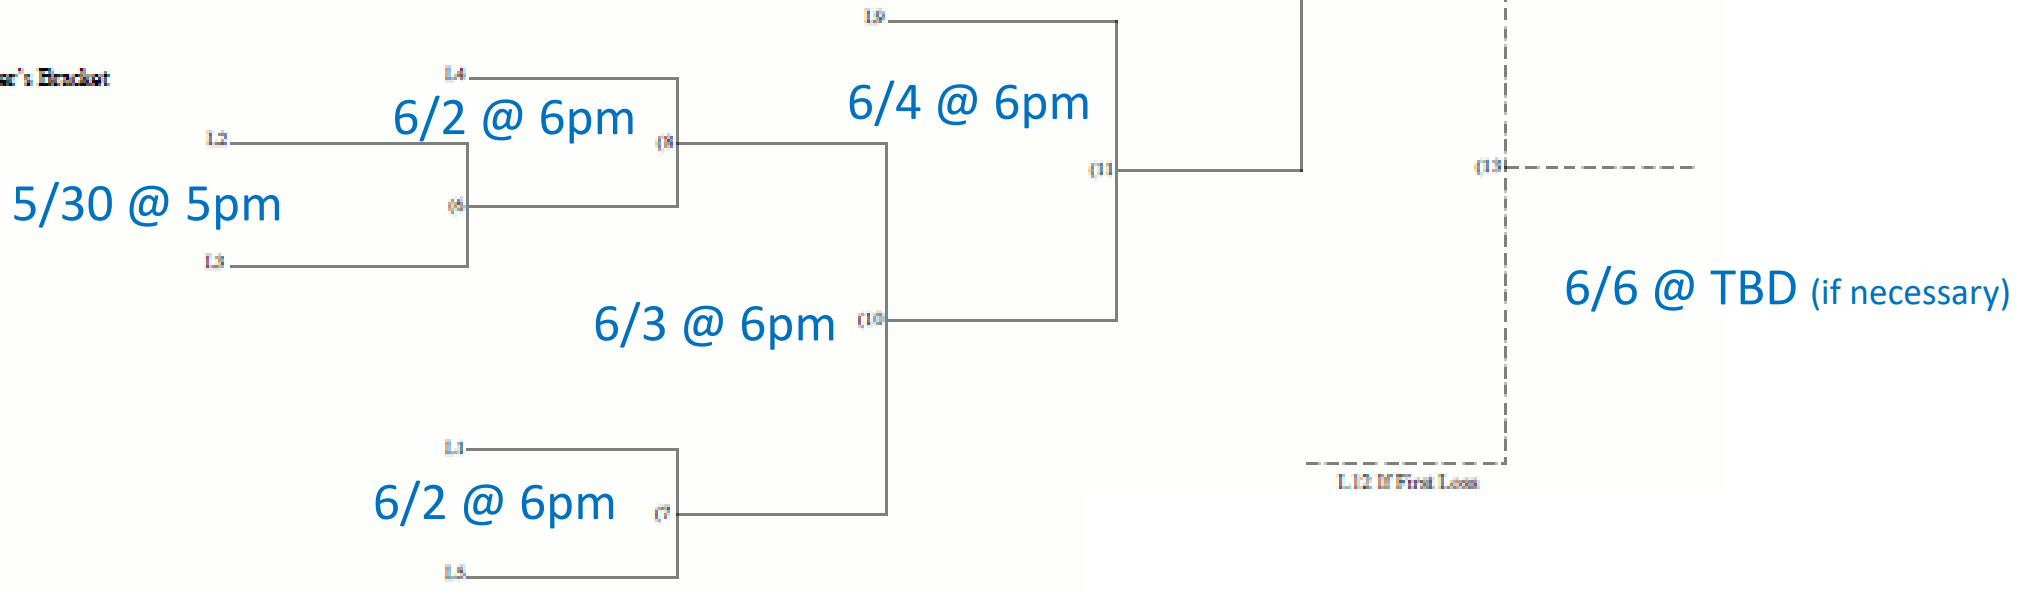 L9
er's Bracket
L4
6/2 @ 6pm
6/4 @ 6pm
L2
(8
(11
(13
5/30 @ 5pm
(6
L3
6/3 @ 6pm
(10
6/6 @ TBD (if necessary)
L1
6/2 @ 6pm
(7
L12 If First Loss
L5